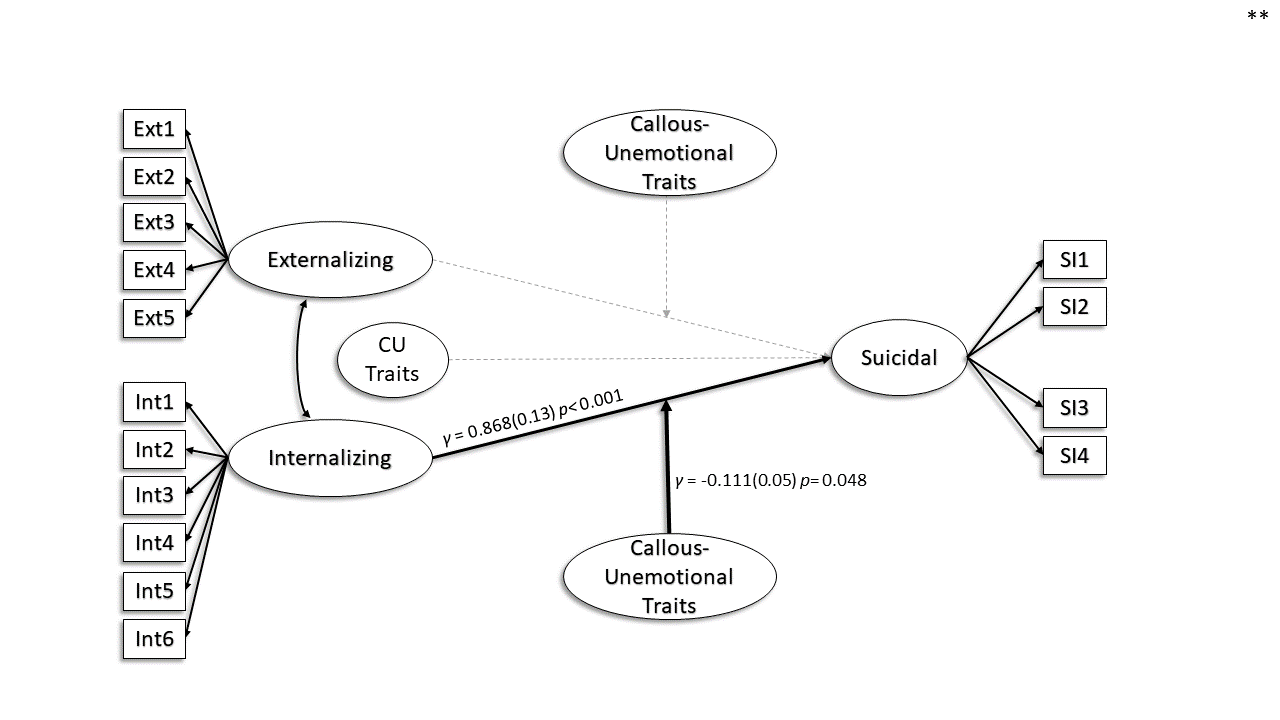 **
Ext1
Ext2
Ext3
Ext4
Ext5
Externalizing
Callous-
Unemotional
Traits
CU
Traits
Int1
Int2
Int3
Int4
Int5
Int6
Internalizing
γ = 0.868(0.13) p<0.001
γ = -0.111(0.05) p=0.048
Callous-
Unemotional
Traits
Suicidal
SI1
SI2
SI3
SI4